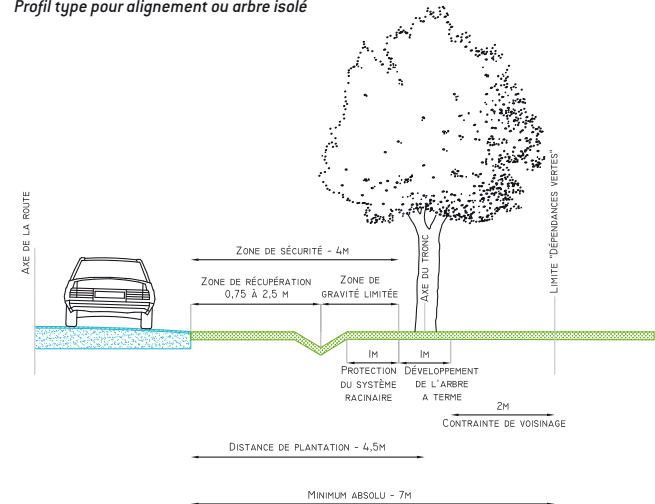 Profil type pour alignement ou arbre isolé
AXE DE LA ROUTE
LIMITE "DÉPENDANCES VERTES"
AXE DU TRONC
ZONE DE SÉCURITÉ - 4M
ZONE DE RÉCUPÉRATION
0,75 À 2,5 M
ZONE DE
GRAVITÉ LIMITÉE
1M
PROTECTION
DU SYSTÈME
RACINAIRE
1M
DÉVELOPPEMENT
DE L'ARBRE
A TERME
2M
CONTRAINTE DE VOISINAGE
DISTANCE DE PLANTATION - 4,5M
MINIMUM ABSOLU - 7M